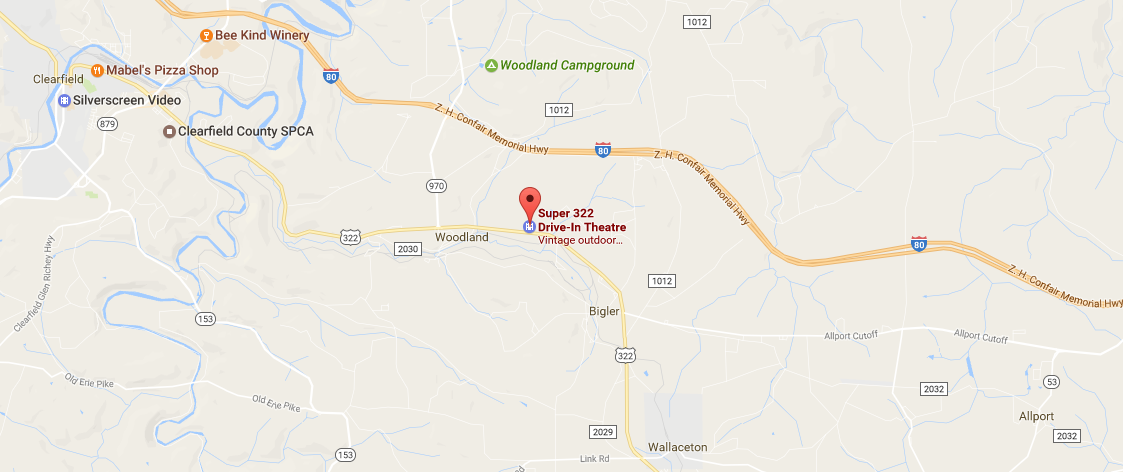 1012
Bee Kind Winery
Woodland Campground
80
Mabel's Pizza Shop
Clearfield
Silverscreen Video
1012
Z. H. Confair Memorial Hwy
879
Clearfield County SPCA
80
Z. H. Confair Memorial Hwy
970
Super 322
Drive-In Theatre
Vintage outdoor...
322
Woodland
2030
80
Z. H. Confair Memorial Hwy
Clearfield Glen Richey Hwy
1012
153
Bigler
Allport Cutoff
Allport Cutoff
322
Old Erie Pike
2032
53
Old Erie Pike
Allport
2029
2032
153
Wallaceton
Link Rd